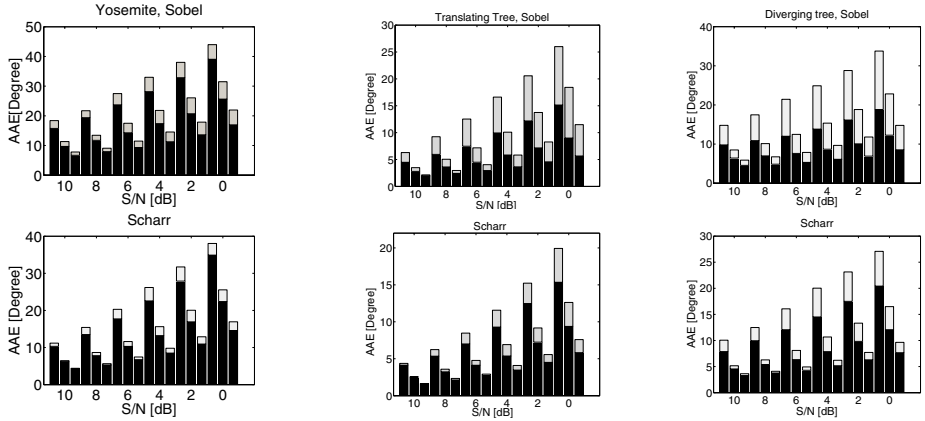 Yosemite, Sobel
50
40
30
20
10
0
AAE[Degree]
10 8 6 4 2 0
S/N [dB]
Translating Tree, Sobel
30
25
20
15
10
5
0
AAE [Degree]
10 8 6 4 2 0
S/N [dB]
Diverging tree, Sobel
40
30
20
10
0
AAE [Degree]
10 8 6 4 2 0
S/N [dB]
Scharr
40
30
20
10
0
AAE [Degree]
10 8 6 4 2 0
S/N [dB]
Scharr
20
15
10
5
0
AAE [Degree]
10 8 6 4 2 0
S/N [dB]
Scharr
30
25
20
15
10
5
0
AAE [Degree]
10 8 6 4 2 0
S/N [dB]